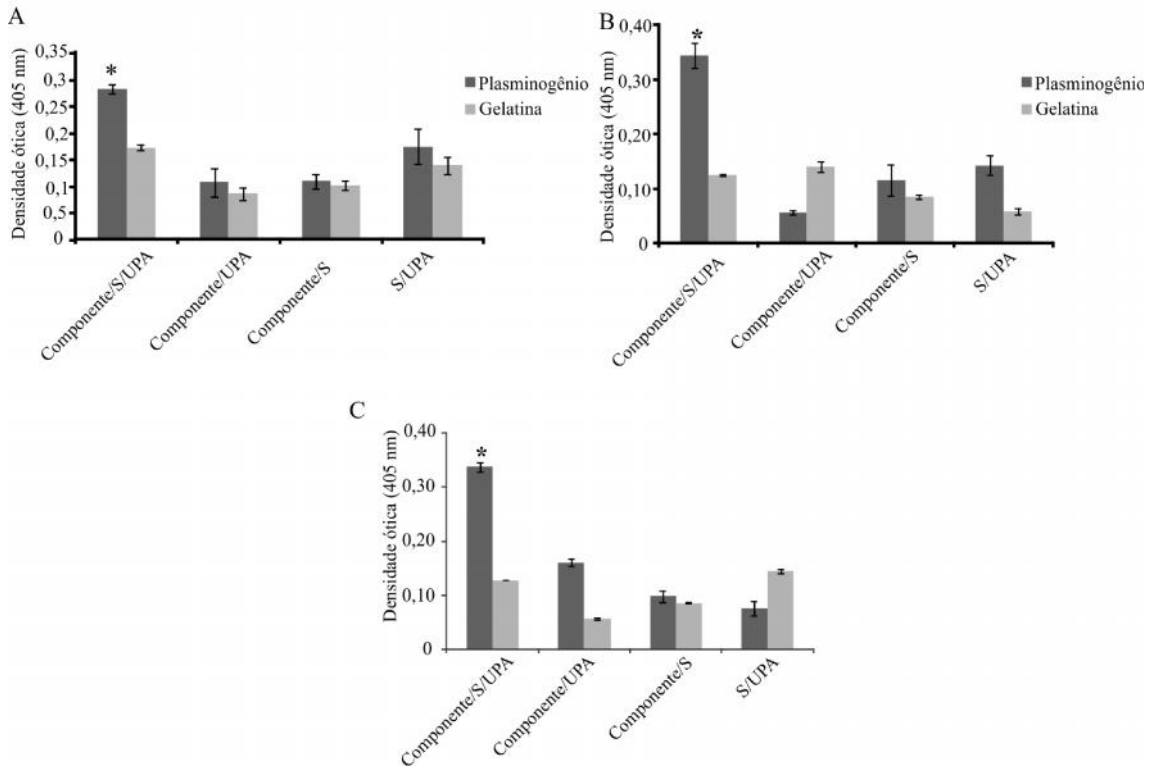 A
Densidade ótica (405 nm)
0,35
0,3
0,25
0,2
0,15
0,1
0,5
0
*
Plasminogênio
Gelatina
Componente/S/UPA
Componente/UPA
Componente/S
S/UPA
B
Densidade ótica (405 nm)
0,40
0,30
0,20
0,10
0
*
Plasminogênio
Gelatina
Componente/S/UPA
Componente/UPA
Componente/S
S/UPA
C
Densidade ótica (405 nm)
0,40
0,30
0,20
0,10
0
*
Componente/S/UPA
Componente/UPA
Componente/S
S/UPA